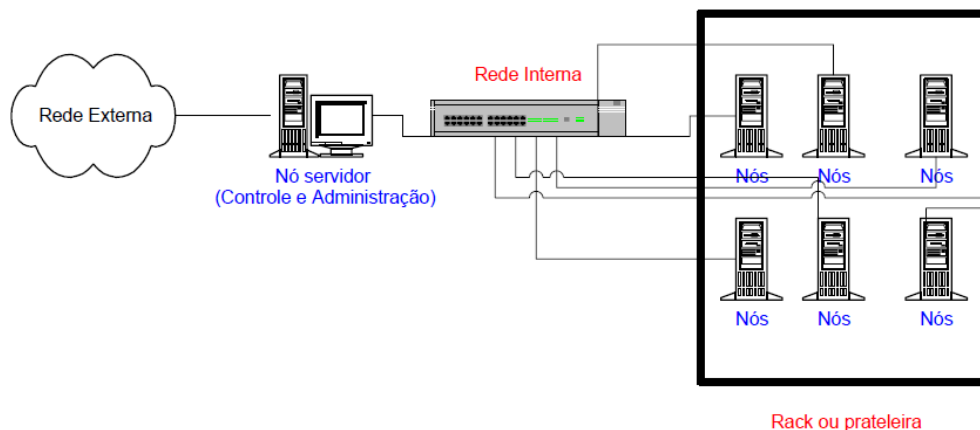 Rede Externa
Nó servidor
(Controle e Administração)
Rede Interna
Nós
Nós
Nós
Nós
Nós
Nós
Rack ou prateleira